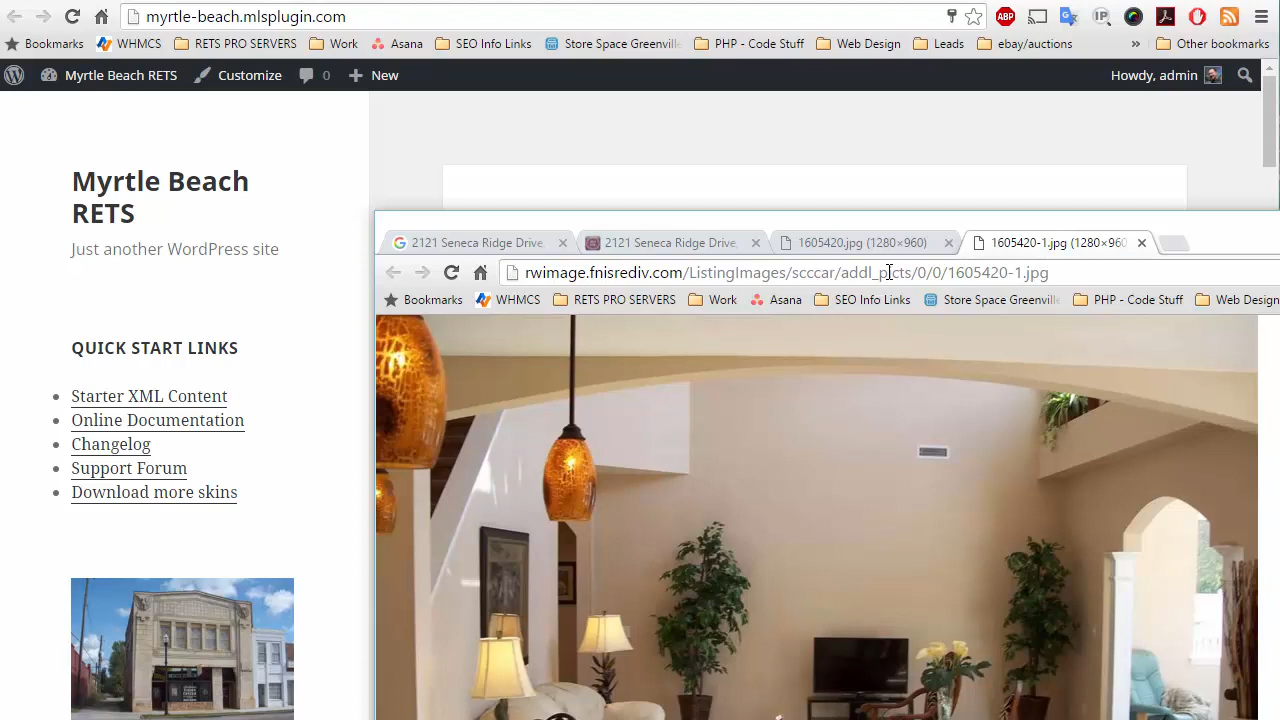 myrtle-beach.mlsplugin.com
ABP
IP
Bookmarks WHMCS RETS PRO SERVERS Work Asana SEO Info Links Store Space Greenvill PHP - Code Stuff Web Design Leads ebay/auctions » Other bookmarks
Myrtle Beach RETS Customize 0 New Howdy, admin
Myrtle Beach
RETS
Just another WordPress site
QUICK START LINKS
Starter XML Content
Online Documentation
Changelog
Support Forum
Download more skins
2121 Seneca Ridge Drive, 2121 Seneca Ridge Drive, 1605420.jpg (1280×960) 1605420-1.jpg (1280×960
rwimage.fnisrediv.com/ListingImages/scccar/addl_picts/0/0/1605420-1.jpg
Bookmarks WHMCS RETS PRO SERVERS Work Asana SEO Info Links Store Space Greenvill PHP - Code Stuff Web Design